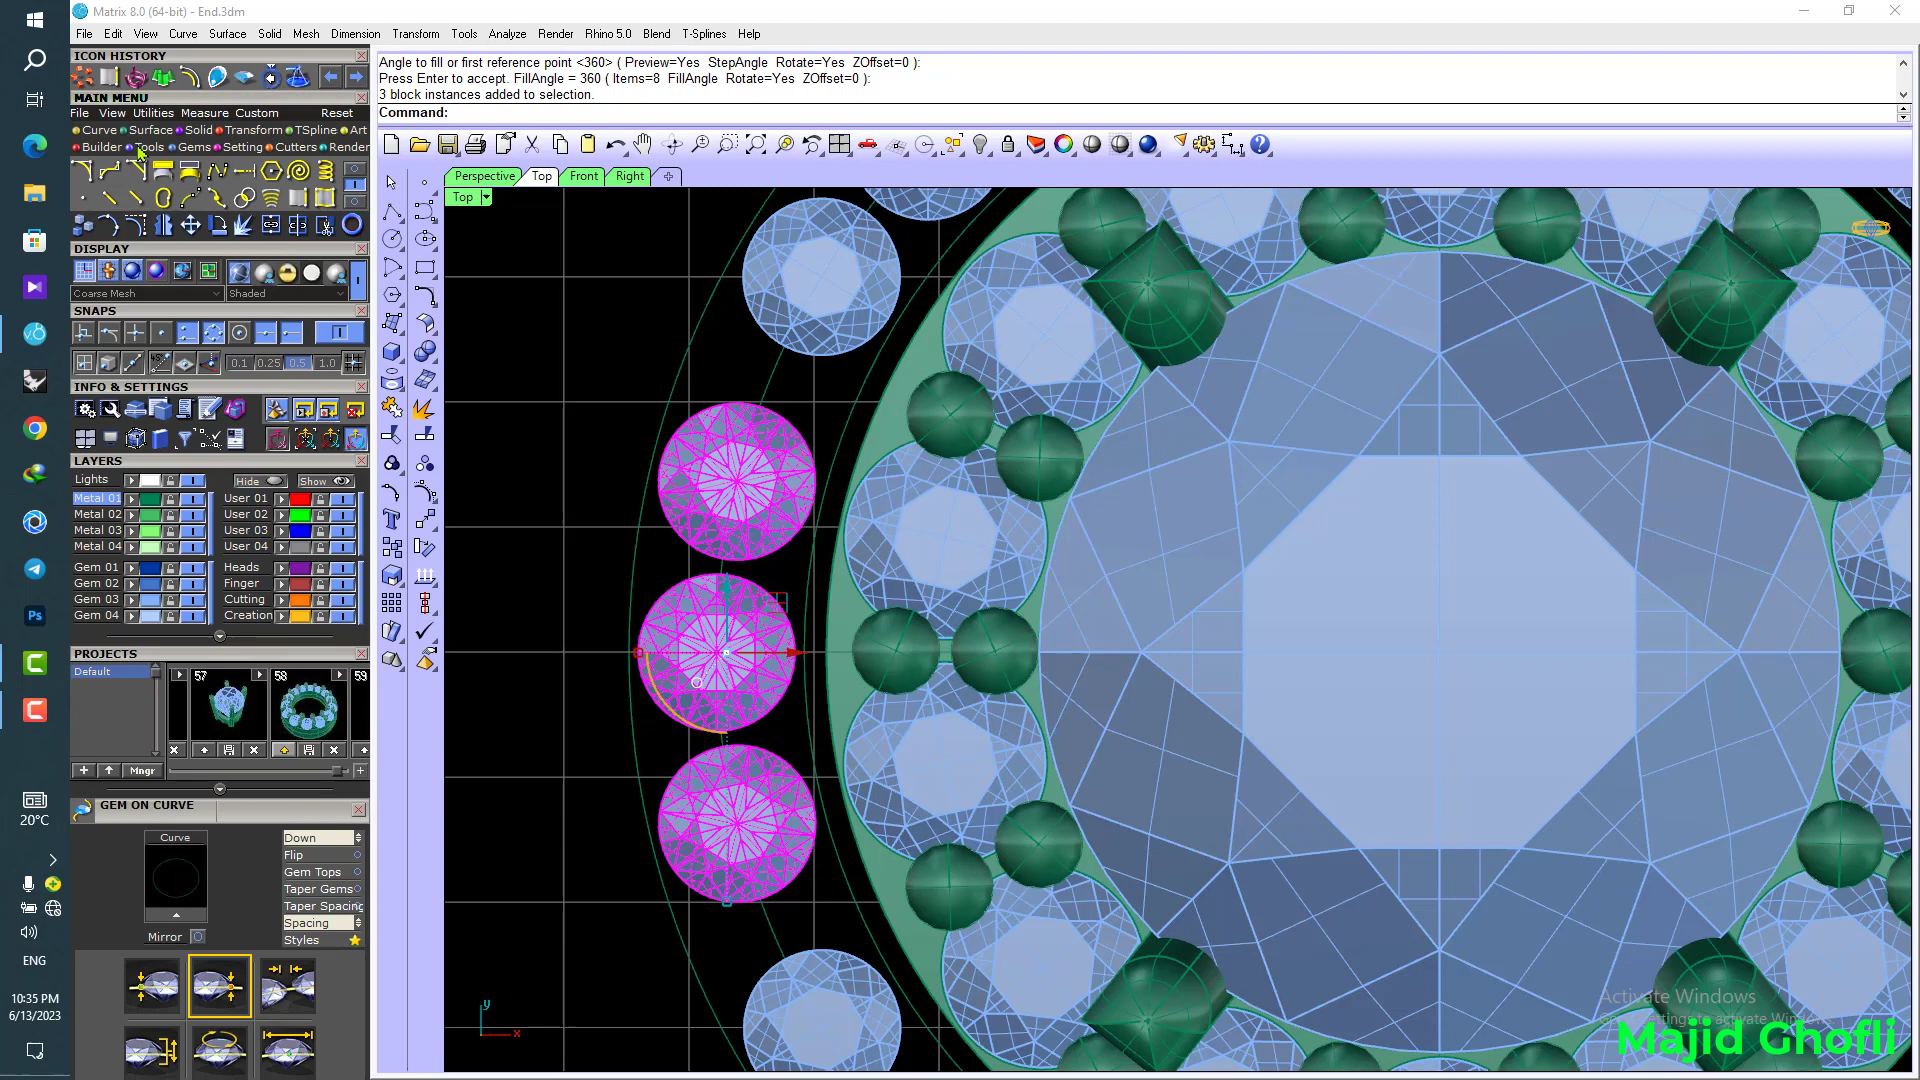 Matrix 8.0 (64-bit) - End.3dm
File Edit View Curve Surface Solid Mesh Dimension Transform Tools Analyze Render Rhino 5.0 Blend T-Splines Help
ICON HISTORY
Angle to fill or first reference point <360> ( Preview=Yes StepAngle Rotate=Yes ZOffset=0 ):
Press Enter to accept. FillAngle = 360 ( Items=8 FillAngle Rotate=Yes ZOffset=0 ):
3 block instances added to selection.
Command:
MAIN MENU
File View Utilities Measure Custom Reset
Curve Surface Solid Transform TSpline Art
Builder Tools Gems Setting Cutters Render
Perspective Top Front Right
Top
DISPLAY
Coarse Mesh Shaded
SNAPS
0.1 0.25 0.5 1.0
INFO & SETTINGS
LAYERS
Lights Hide Show
Metal 01 User 01
Metal 02 User 02
Metal 03 User 03
Metal 04 User 04
Gem 01 Heads
Gem 02 Finger
Gem 03 Cutting
Gem 04 Creation
PROJECTS
Default 57 58 59
Mngr
GEM ON CURVE
Curve Down
Flip
Gem Tops
Taper Gems
Taper Spacing
Spacing
Mirror
Styles
20°C
ENG
10:35 PM
6/13/2023
y
x
Ps
Activate Windows
Majid Ghofli